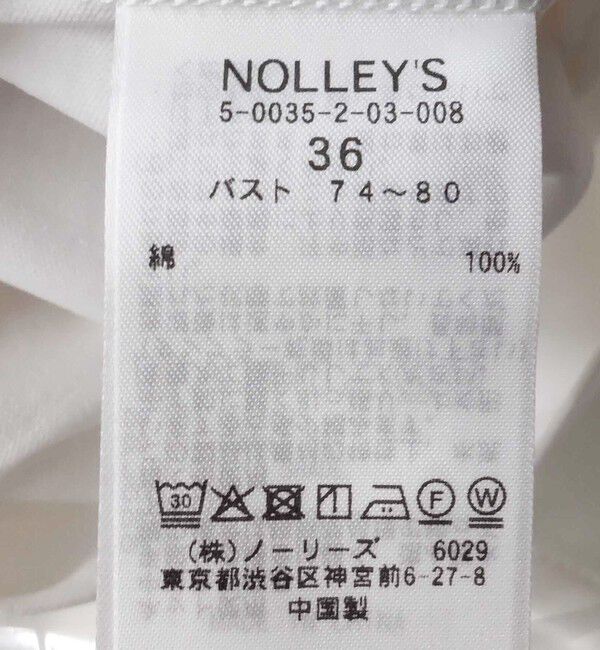 NOLLEY'S
5-0035-2-03-008
36
バスト 74～80
綿 100%
30
F W
(株)ノーリーズ 6029
東京都渋谷区神宮前6-27-8
中国製